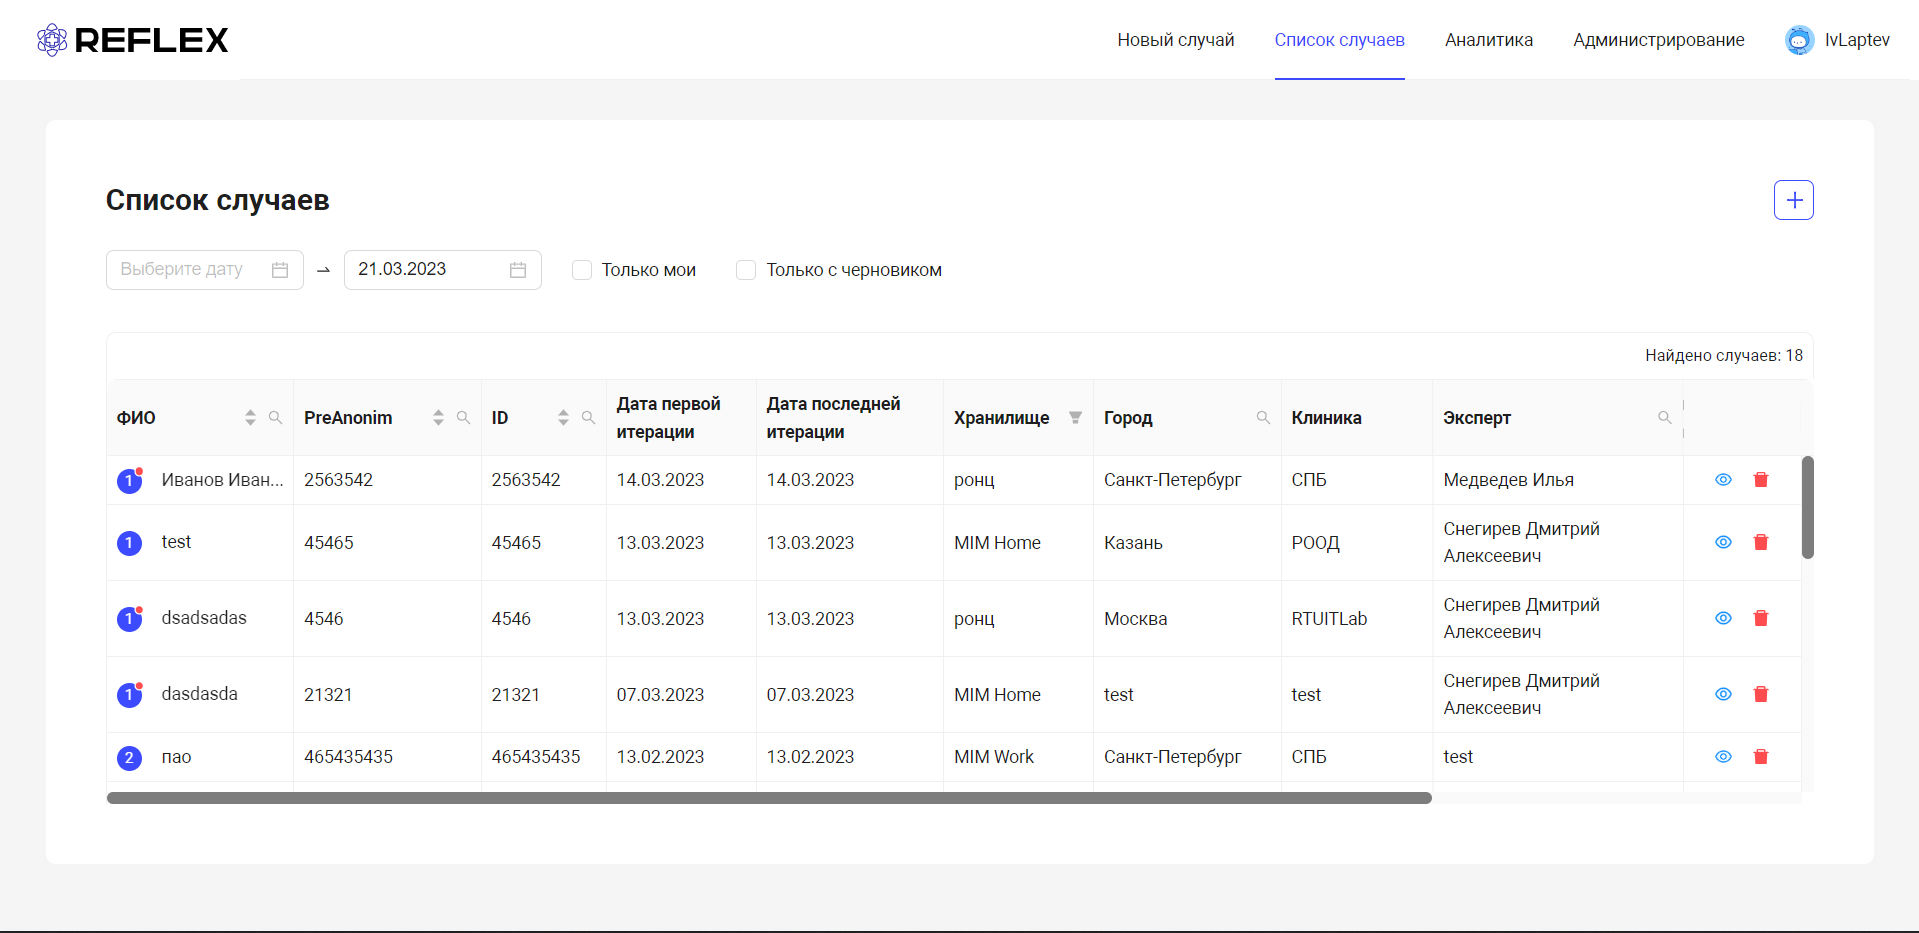 REFLEX
Новый случай Список случаев Аналитика Администрирование IvLaptev
Список случаев
Выберите дату → 21.03.2023 Только мои Только с черновиком
Найдено случаев: 18
ФИО PreAnonim ID Дата первой итерации Дата последней итерации Хранилище Город Клиника Эксперт
1 Иванов Иван... 2563542 2563542 14.03.2023 14.03.2023 ронц Санкт-Петербург СПБ Медведев Илья
1 test 45465 45465 13.03.2023 13.03.2023 MIM Home Казань РООД Снегирев Дмитрий Алексеевич
1 dsadsadas 4546 4546 13.03.2023 13.03.2023 ронц Москва RTUITLab Снегирев Дмитрий Алексеевич
1 dasdasda 21321 21321 07.03.2023 07.03.2023 MIM Home test test Снегирев Дмитрий Алексеевич
2 пао 465435435 465435435 13.02.2023 13.02.2023 MIM Work Санкт-Петербург СПБ test